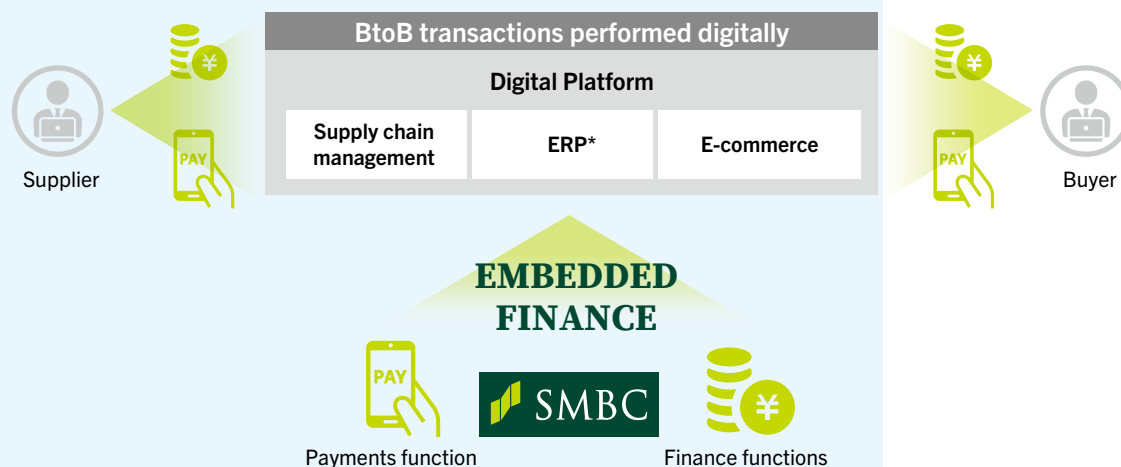 BtoB transactions performed digitally
Digital Platform
Supply chain
management
ERP*
E-commerce
¥
PAY
Supplier
¥
PAY
Buyer
EMBEDDED
FINANCE
PAY
SMBC
¥
Payments function
Finance functions